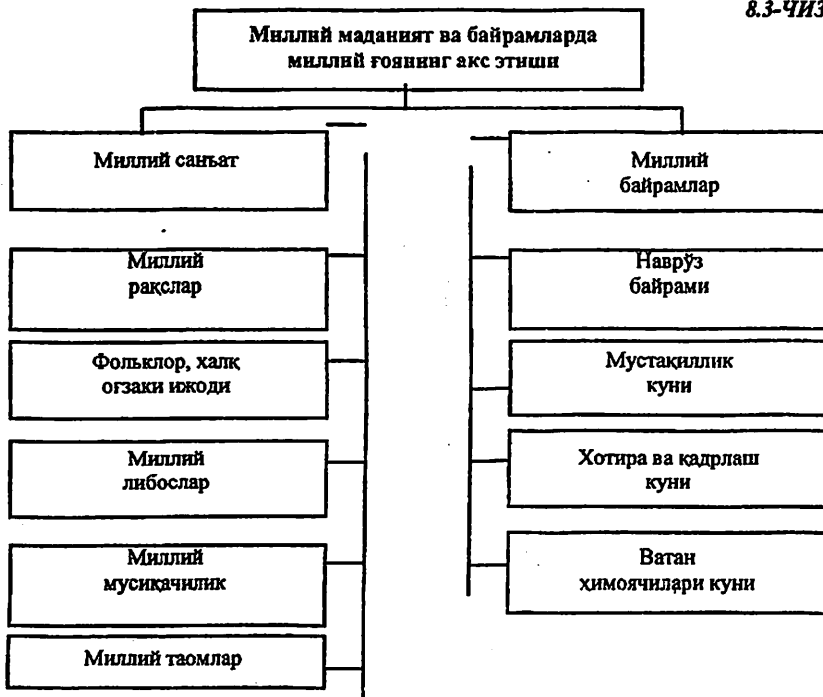 8.3-ЧИЗ
Миллий маданият ва байрамларда
миллий ғоянинг акс этиши
Миллий санъат
Миллий
рақслар
Фольклор, халқ
оғзаки ижоди
Миллий
либослар
Миллий
мусиқачилик
Миллий таомлар
Миллий
байрамлар
Наврўз
байрами
Мустақиллик
куни
Хотира ва қадрлаш
куни
Ватан
ҳимоячилари куни